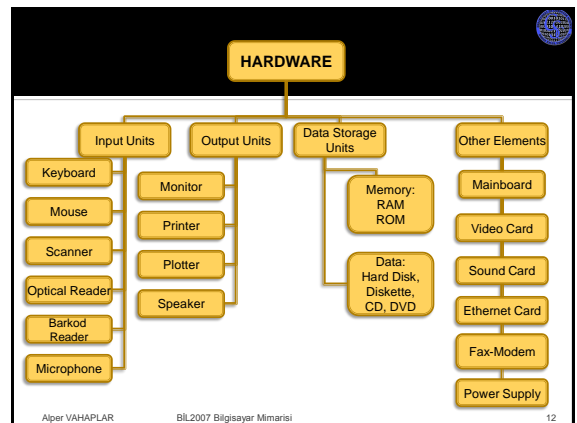 HARDWARE
Input Units
Keyboard
Mouse
Scanner
Optical Reader
Barkod
Reader
Microphone
Output Units
Monitor
Printer
Plotter
Speaker
Data Storage
Units
Memory:
RAM
ROM
Data:
Hard Disk,
Diskette,
CD, DVD
Other Elements
Mainboard
Video Card
Sound Card
Ethernet Card
Fax-Modem
Power Supply
Alper VAHAPLAR
BİL2007 Bilgisayar Mimarisi
12